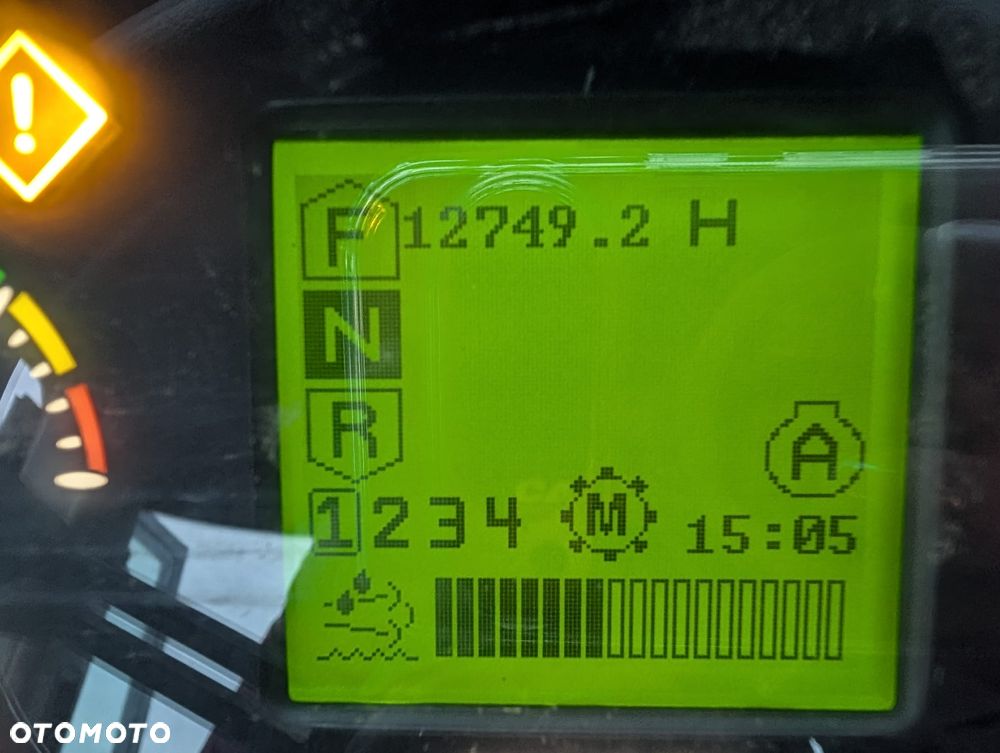 F 12749.2 H
N
R
A
1 2 3 4 M 15:05
OTOMOTO